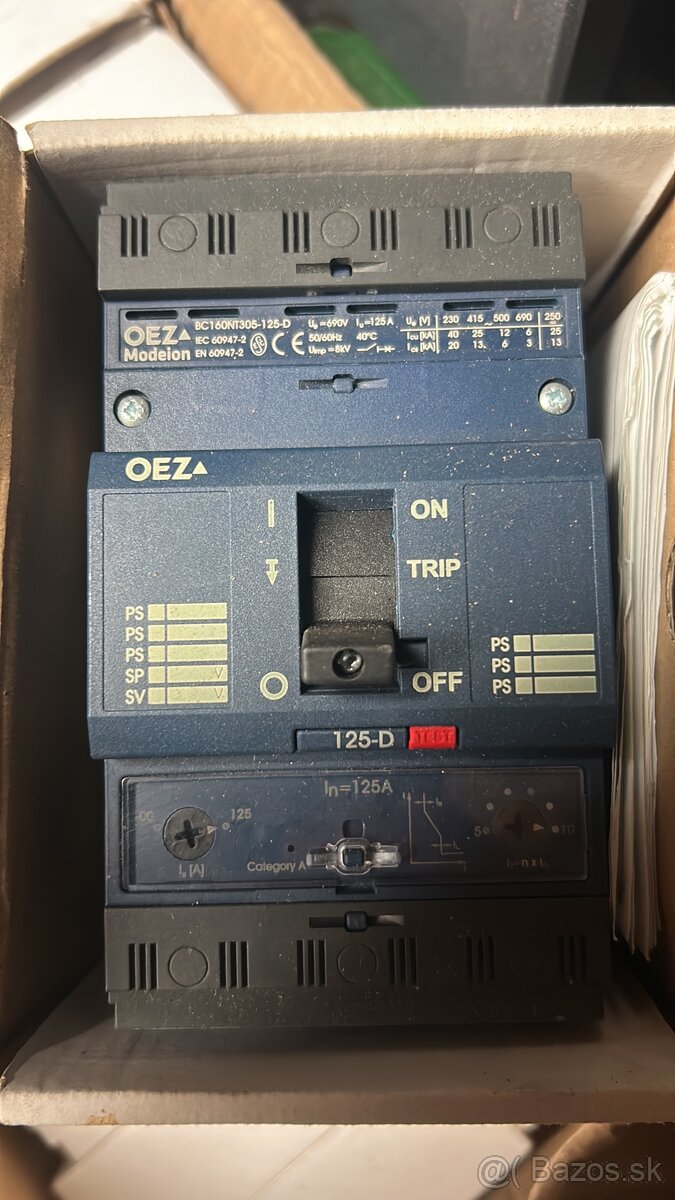 OEZ
Modeion
BC160NT305-125-D
IEC 60947-2
EN 60947-2
CE
Ue=690V
50/60Hz
Uimp=8kV
Ie=125A
40°C
Ue [V] 230 415 500 690 250
Icu [kA] 40 25 12 6 25
Ics [kA] 20 13 6 3 13
OEZ
I ON
TRIP
O OFF
PS
PS
PS
SP V
SV V
PS
PS
PS
125-D TEST
In=125A
125
Ir [A]
Category A
5 10
@( Bazos.sk